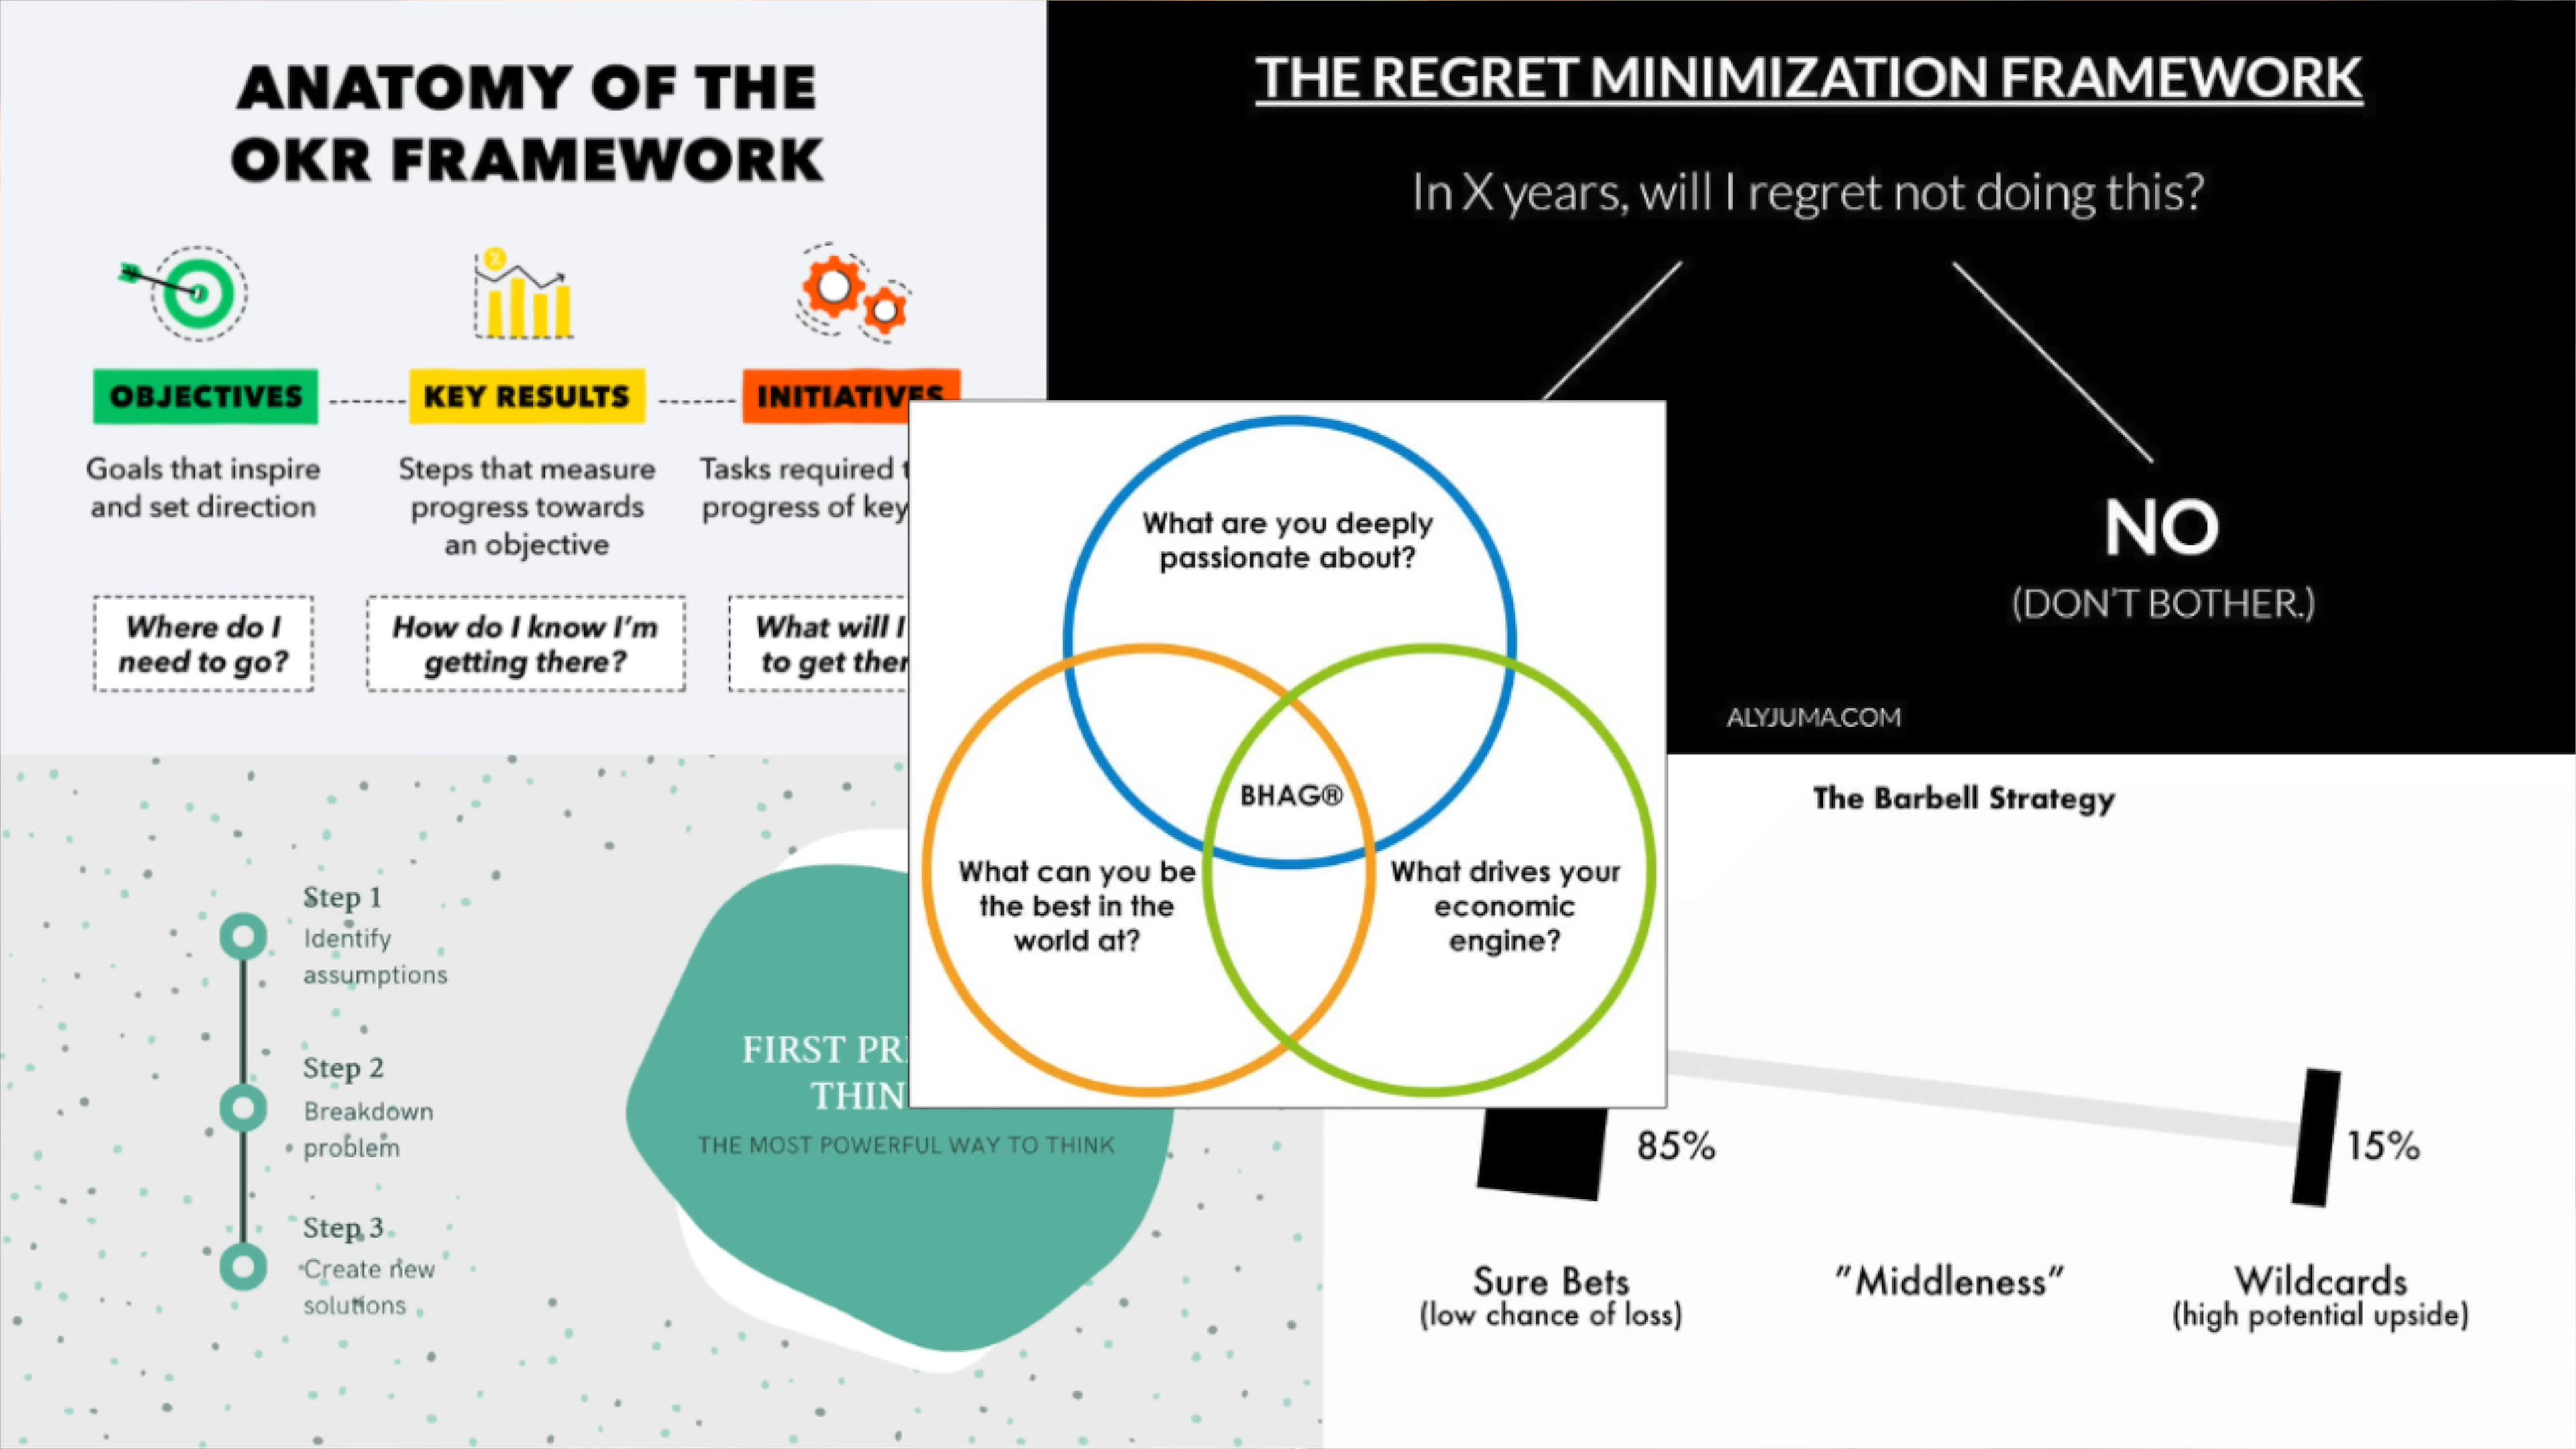 ANATOMY OF THE
OKR FRAMEWORK
OBJECTIVES
Goals that inspire
and set direction
Where do I
need to go?
KEY RESULTS
Steps that measure
progress towards
an objective
How do I know I'm
getting there?
INITIATIVES
Tasks required
progress of key
What will I
to get
THE REGRET MINIMIZATION FRAMEWORK
In X years, will I regret not doing this?
NO
(DON'T BOTHER.)
ALYJUMA.COM
What are you deeply
passionate about?
BHAG®
What can you be
the best in the
world at?
What drives your
economic
engine?
Step 1
Identify
assumptions
Step 2
Breakdown
problem
Step 3
Create new
solutions
FIRST
THE MOST POWERFUL WAY TO THINK
The Barbell Strategy
85%
15%
Sure Bets
(low chance of loss)
"Middleness"
Wildcards
(high potential upside)